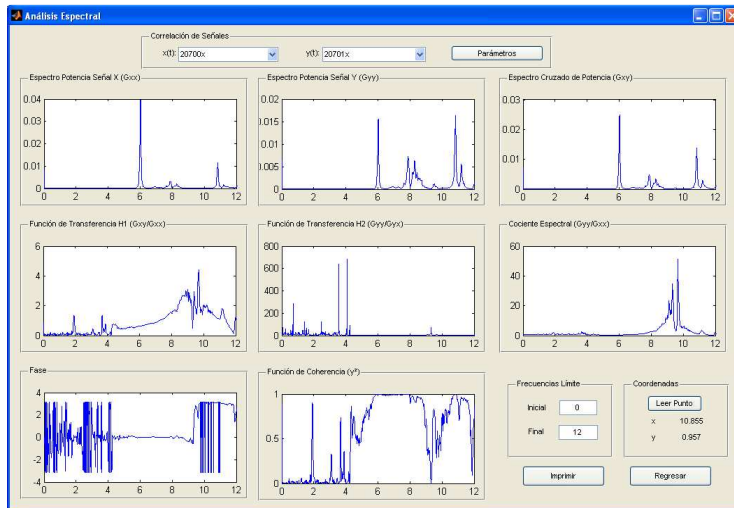 Análisis Espectral
Correlación de Señales
x(t): 20700x y(t): 20701x Parámetros
Espectro Potencia Señal X (Gxx)
0.04
0.03
0.02
0.01
0
0 2 4 6 8 10 12
Espectro Potencia Señal Y (Gyy)
0.02
0.015
0.01
0.005
0
0 2 4 6 8 10 12
Espectro Cruzado de Potencia (Gxy)
0.03
0.02
0.01
0
0 2 4 6 8 10 12
Función de Transferencia H1 (Gxy/Gxx)
6
4
2
0
0 2 4 6 8 10 12
Función de Transferencia H2 (Gyy/Gyx)
800
600
400
200
0
0 2 4 6 8 10 12
Cociente Espectral (Gyy/Gxx)
60
40
20
0
0 2 4 6 8 10 12
Fase
4
2
0
-2
-4
0 2 4 6 8 10 12
Función de Coherencia (γ²)
1
0.5
0
0 2 4 6 8 10 12
Frecuencias Límite
Inicial 0
Final 12
Coordenadas
Leer Punto
x 10.855
y 0.957
Imprimir
Regresar